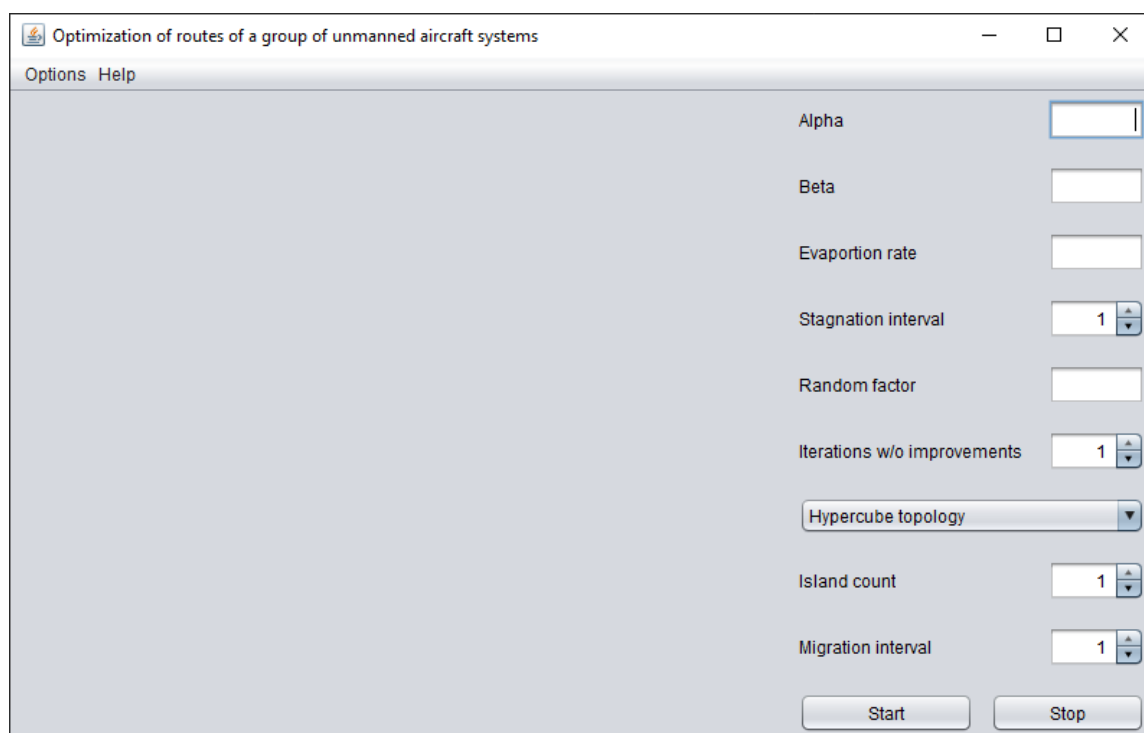 Optimization of routes of a group of unmanned aircraft systems
Options Help
Alpha
Beta
Evaportion rate
Stagnation interval 1
Random factor
Iterations w/o improvements 1
Hypercube topology
Island count 1
Migration interval 1
Start Stop